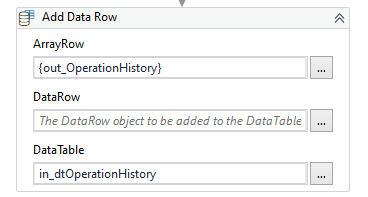 Add Data Row
ArrayRow
{out_OperationHistory}
...
DataRow
The DataRow object to be added to the DataTable
...
DataTable
in_dtOperationHistory
...